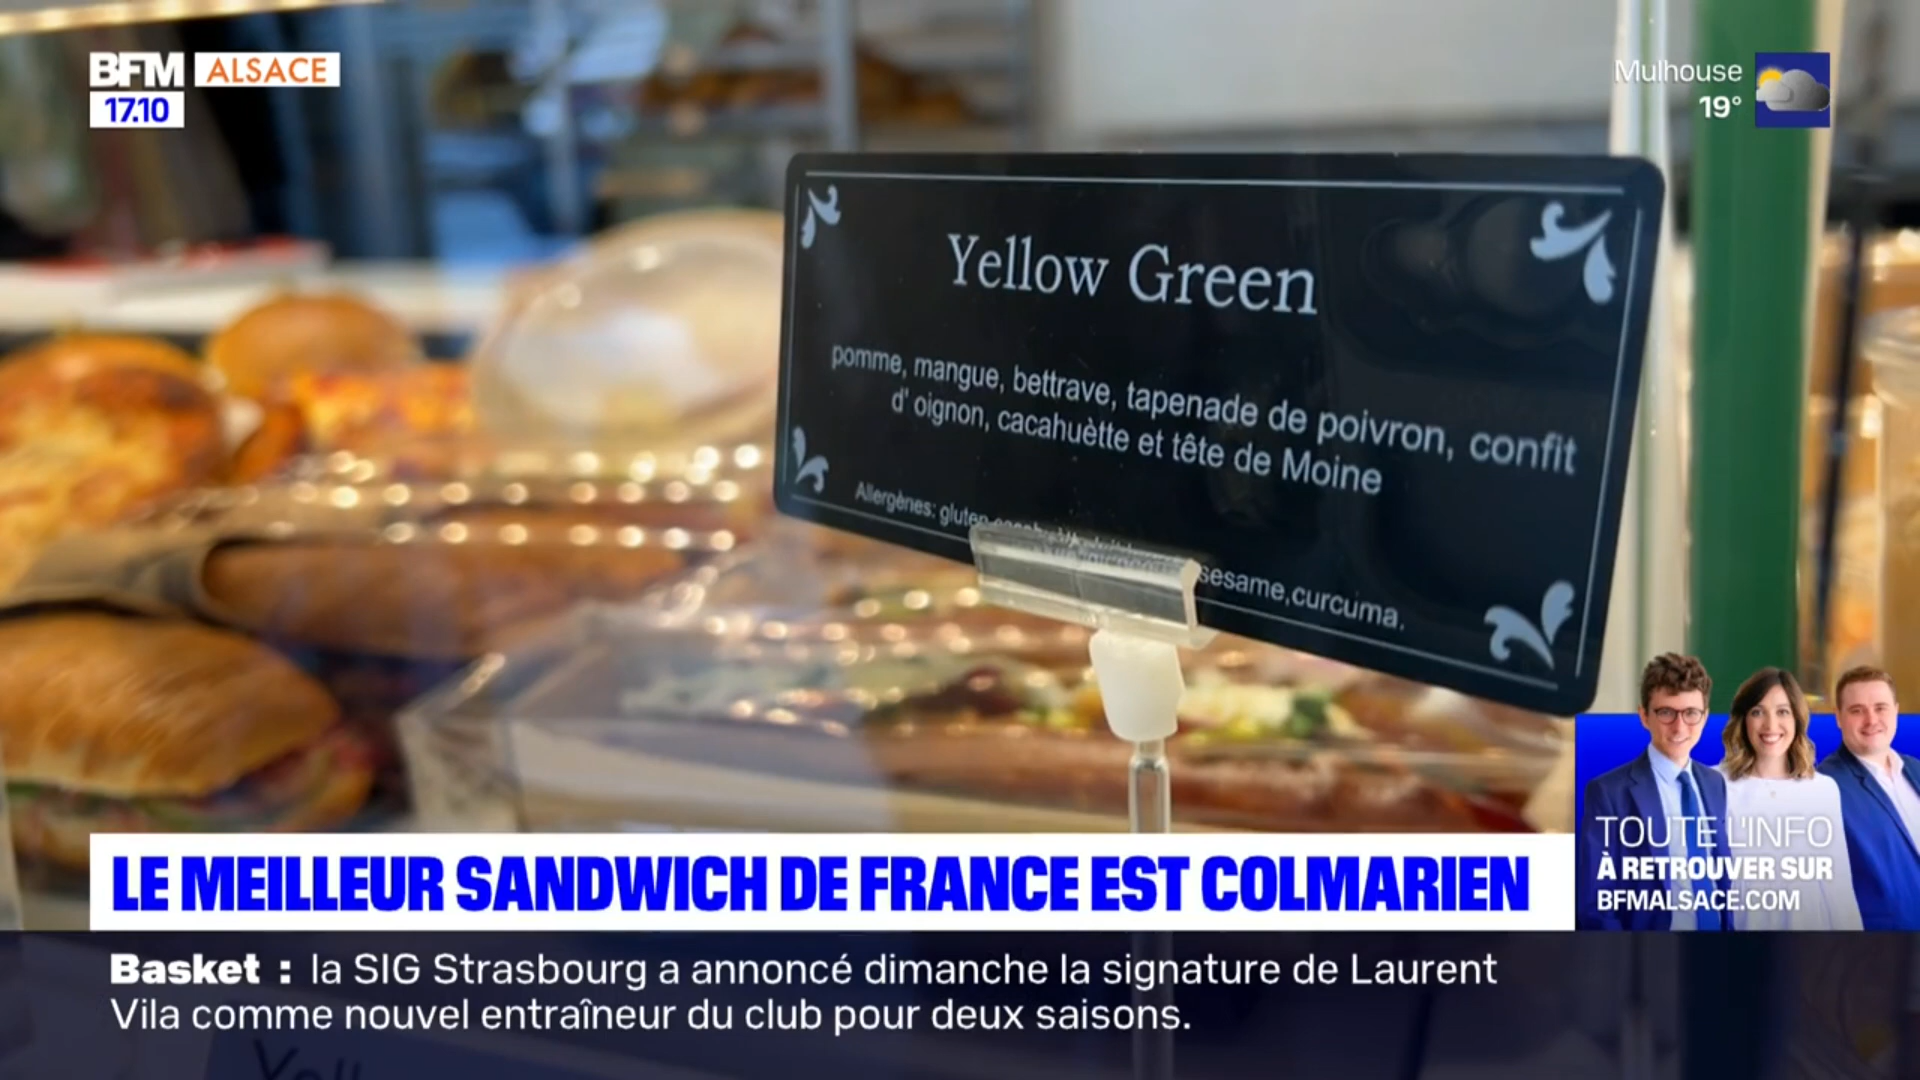 BFM ALSACE
17.10
Mulhouse
19°
Yellow Green
pomme, mangue, bettrave, tapenade de poivron, confit
d' oignon, cacahuètte et tête de Moine
Allergènes: gluten
sesame,curcuma.
TOUTE L'INFO
À RETROUVER SUR
BFMALSACE.COM
LE MEILLEUR SANDWICH DE FRANCE EST COLMARIEN
Basket : la SIG Strasbourg a annoncé dimanche la signature de Laurent
Vila comme nouvel entraîneur du club pour deux saisons.